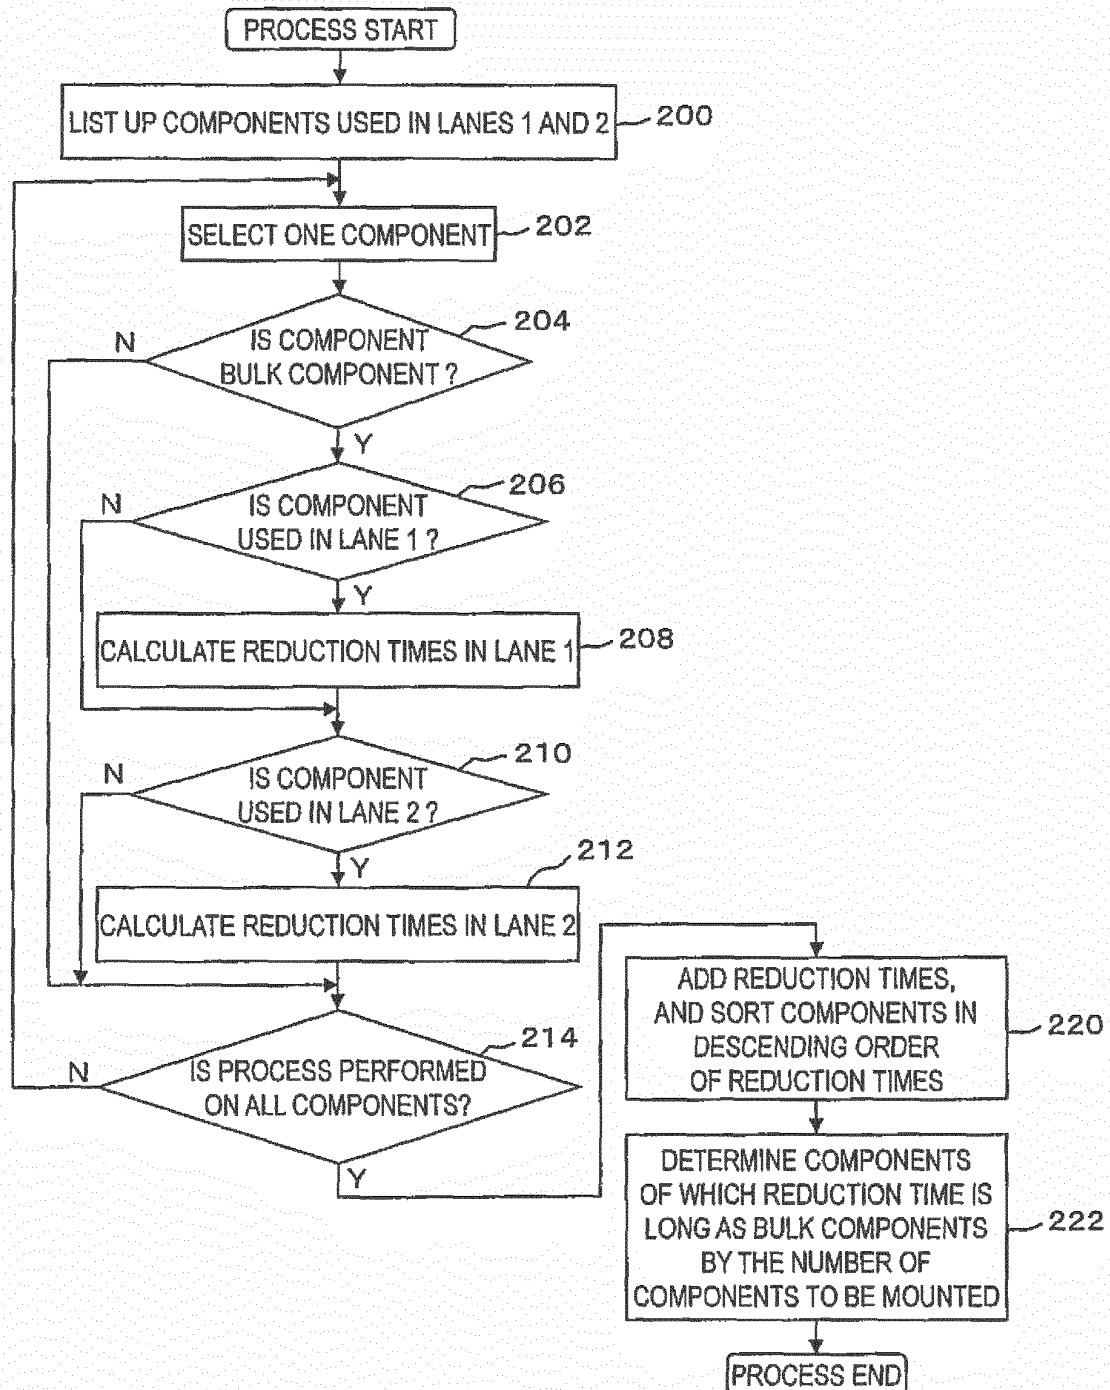 PROCESS START
LIST UP COMPONENTS USED IN LANES 1 AND 2
200
SELECT ONE COMPONENT
202
IS COMPONENT
BULK COMPONENT ?
204
N
Y
IS COMPONENT
USED IN LANE 1 ?
206
N
Y
CALCULATE REDUCTION TIMES IN LANE 1
208
IS COMPONENT
USED IN LANE 2 ?
210
N
Y
CALCULATE REDUCTION TIMES IN LANE 2
212
IS PROCESS PERFORMED
ON ALL COMPONENTS?
214
N
Y
ADD REDUCTION TIMES,
AND SORT COMPONENTS IN
DESCENDING ORDER
OF REDUCTION TIMES
220
DETERMINE COMPONENTS
OF WHICH REDUCTION TIME IS
LONG AS BULK COMPONENTS
BY THE NUMBER OF
COMPONENTS TO BE MOUNTED
222
PROCESS END